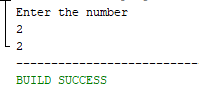 Enter the number
2
2
------------------------
BUILD SUCCESS